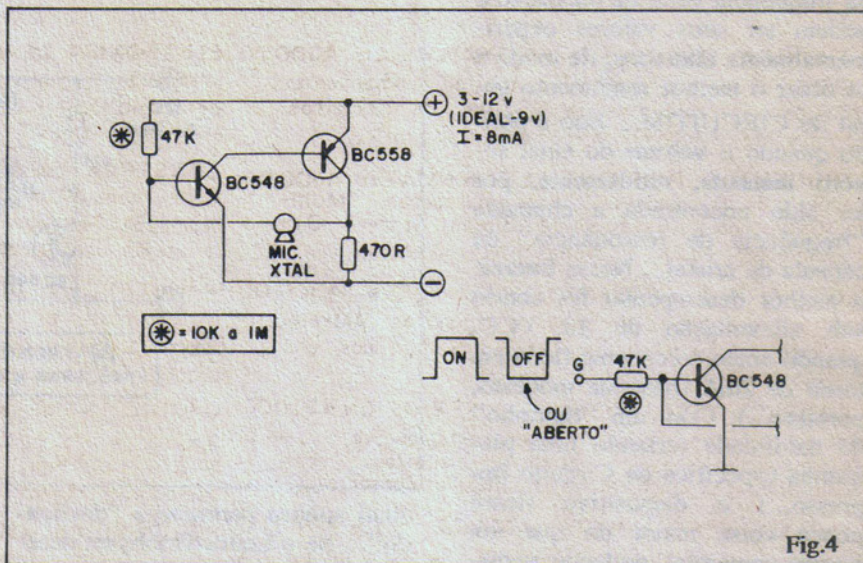 47K
BC548
BC558
+
3-12 v
(IDEAL-9v)
I = 8mA
MIC.
XTAL
470R
-
= 10K a 1M
ON
OFF
OU
"ABERTO"
G
47K
BC548
Fig.4